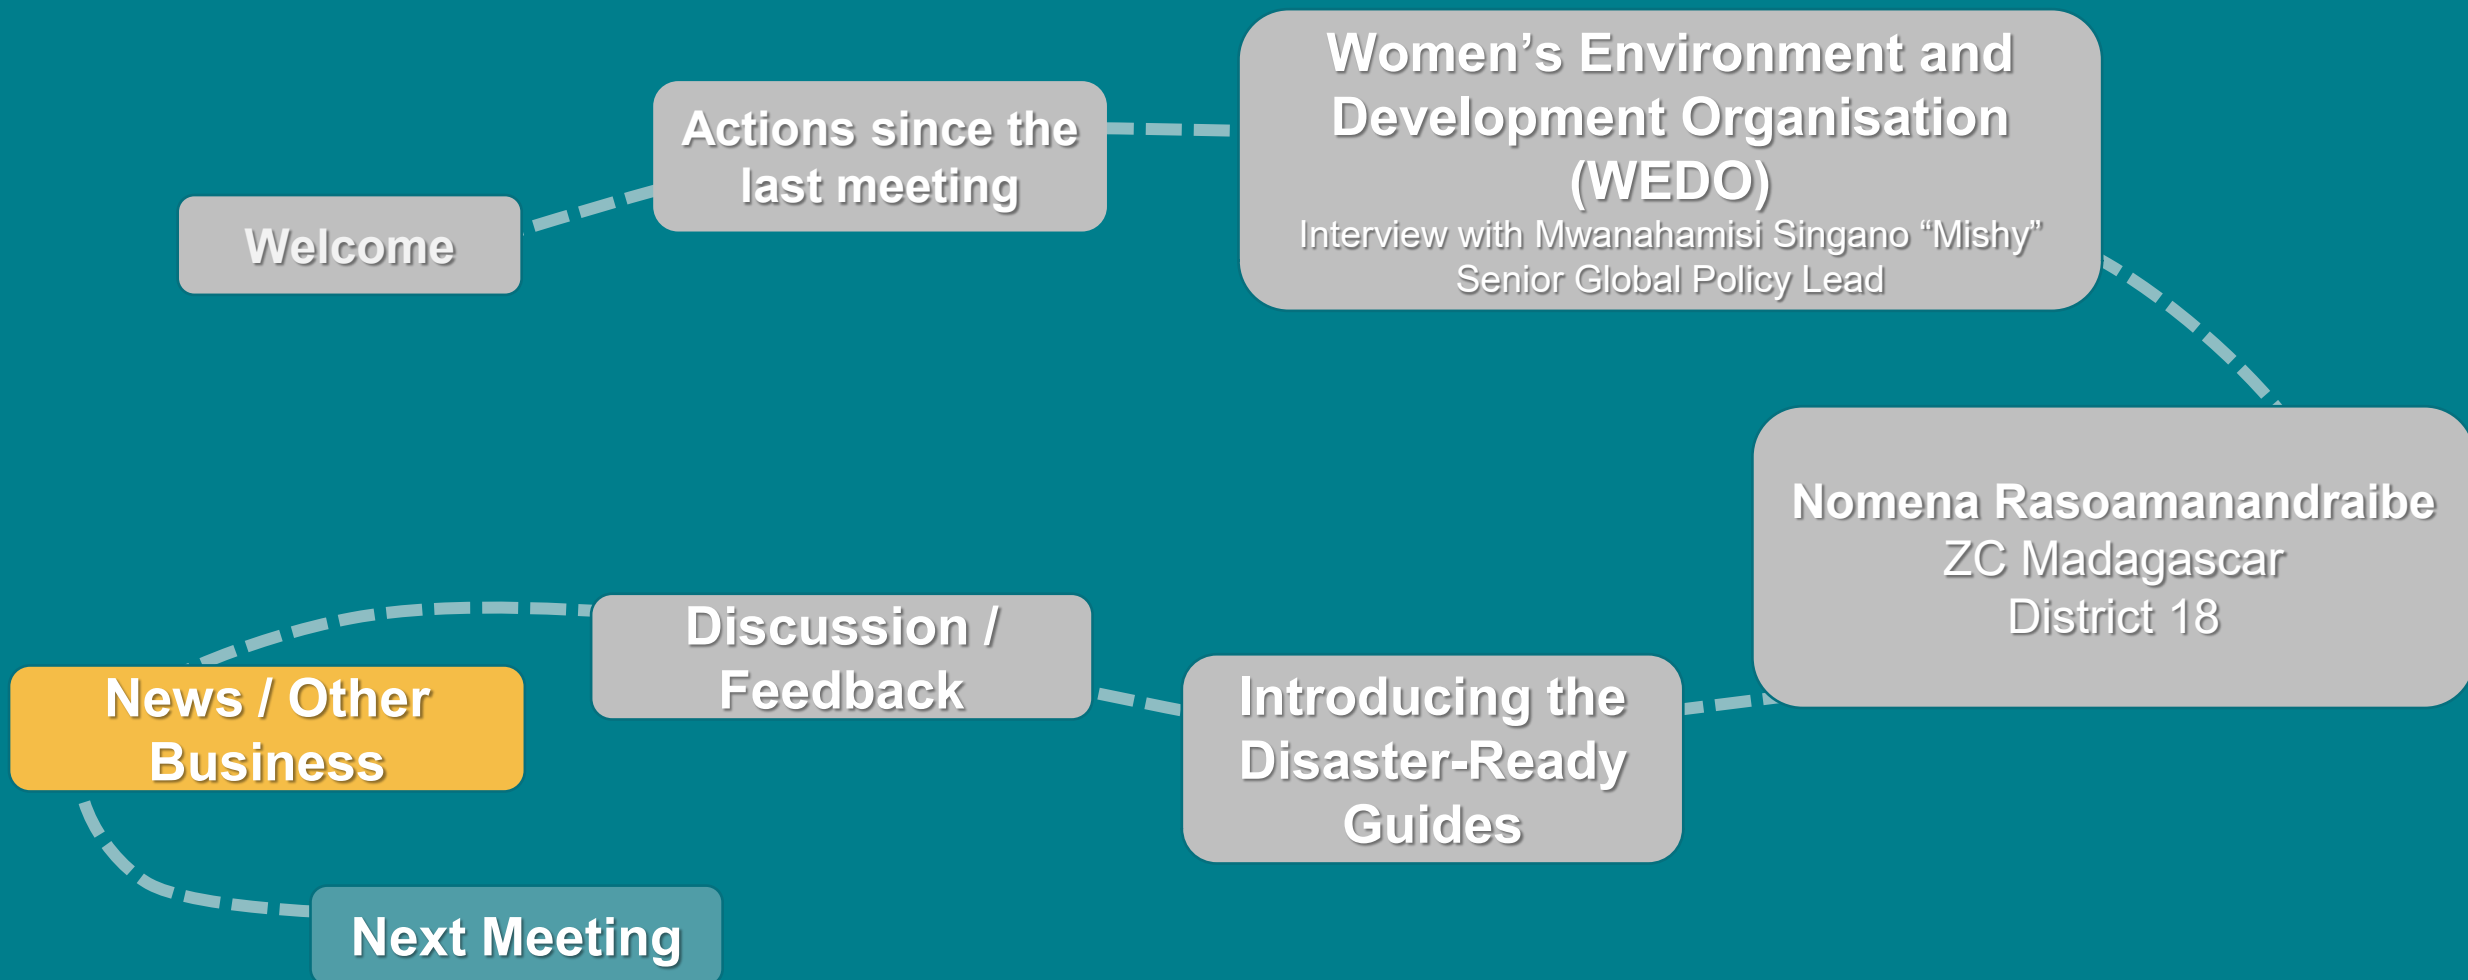 Welcome
Actions since the
last meeting
Women’s Environment and
Development Organisation
(WEDO)
Interview with Mwanahamisi Singano “Mishy”
Senior Global Policy Lead
Nomena Rasoamanandraibe
ZC Madagascar
District 18
Introducing the
Disaster-Ready
Guides
Discussion /
Feedback
News / Other
Business
Next Meeting